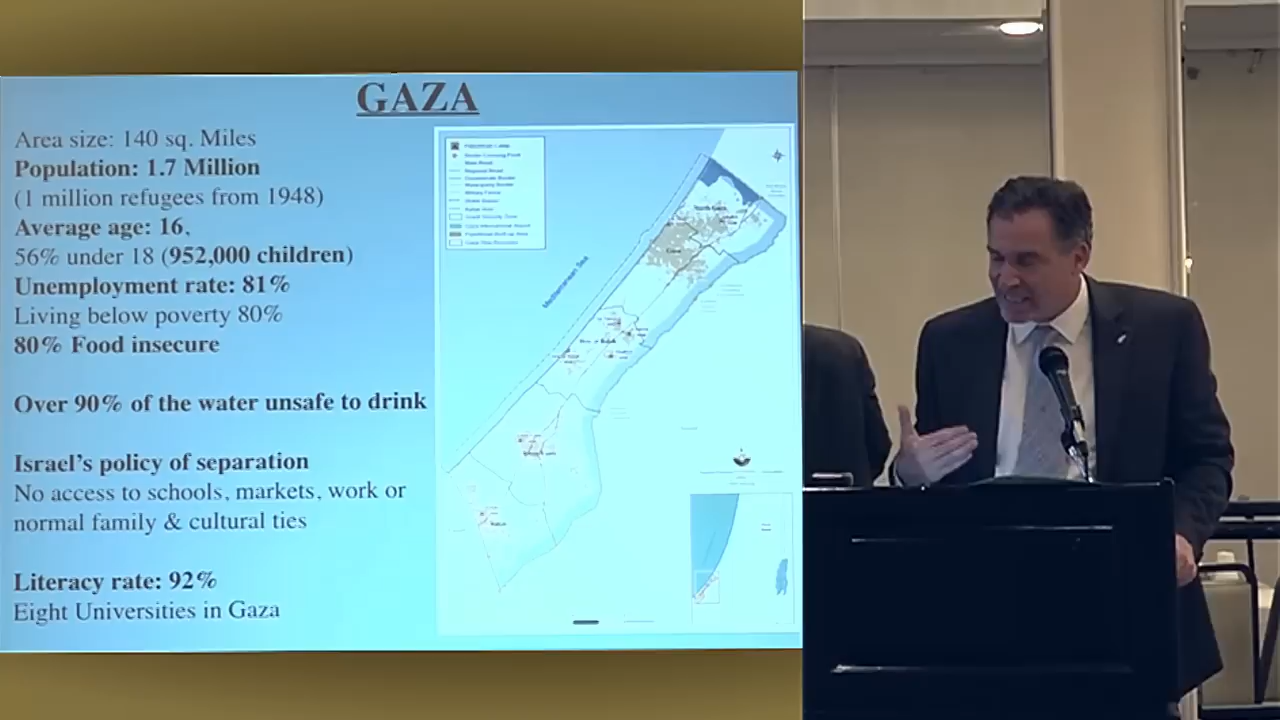 GAZA
Area size: 140 sq. Miles
Population: 1.7 Million
(1 million refugees from 1948)
Average age: 16,
56% under 18 (952,000 children)
Unemployment rate: 81%
Living below poverty 80%
80% Food insecure
Over 90% of the water unsafe to drink
Israel's policy of separation
No access to schools, markets, work or
normal family & cultural ties
Literacy rate: 92%
Eight Universities in Gaza
Mediterranean Sea
North Gaza